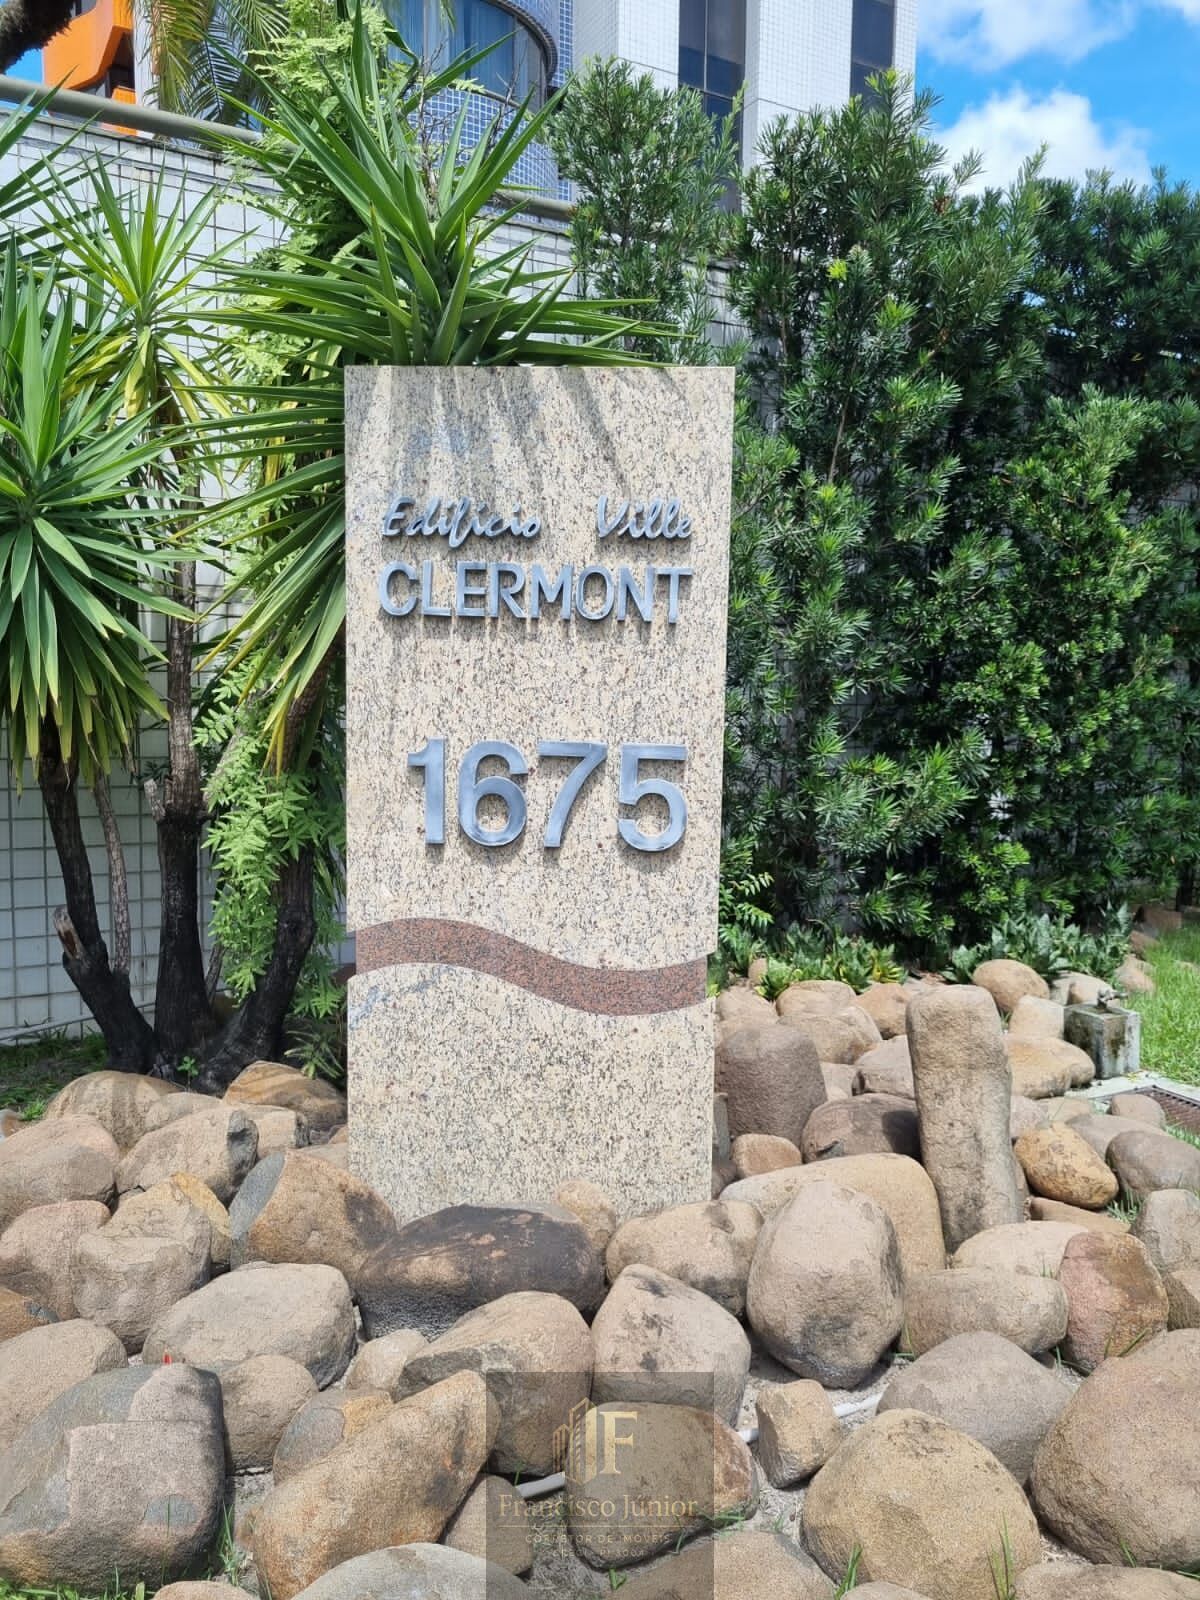 Edifício Ville
CLERMONT
1675
F
Francisco Júnior
CORRETOR DE IMÓVEIS